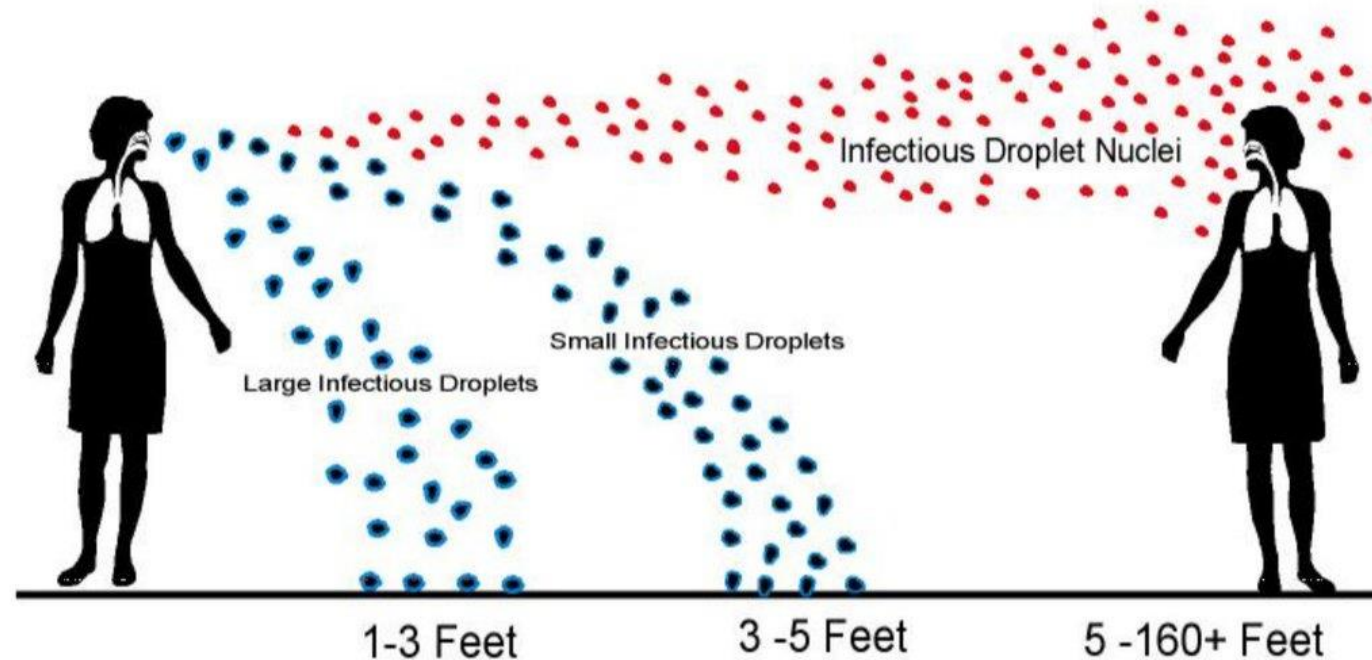 Infectious Droplet Nuclei
Small Infectious Droplets
Large Infectious Droplets
1-3 Feet
3 -5 Feet
5 -160+ Feet